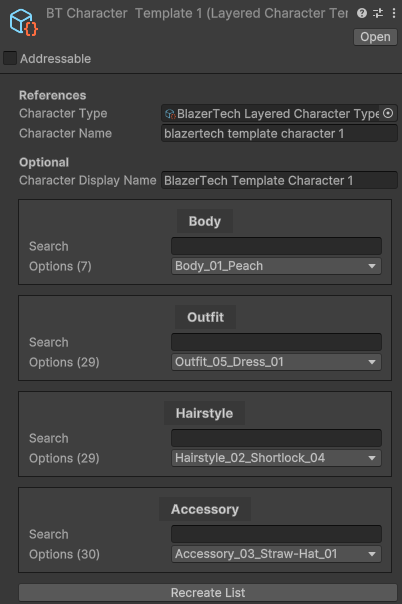 BT Character Template 1 (Layered Character Ter
Open
Addressable
References
Character Type BlazerTech Layered Character Type
Character Name blazertech template character 1
Optional
Character Display Name BlazerTech Template Character 1
Body
Search
Options (7) Body_01_Peach
Outfit
Search
Options (29) Outfit_05_Dress_01
Hairstyle
Search
Options (29) Hairstyle_02_Shortlock_04
Accessory
Search
Options (30) Accessory_03_Straw-Hat_01
Recreate List